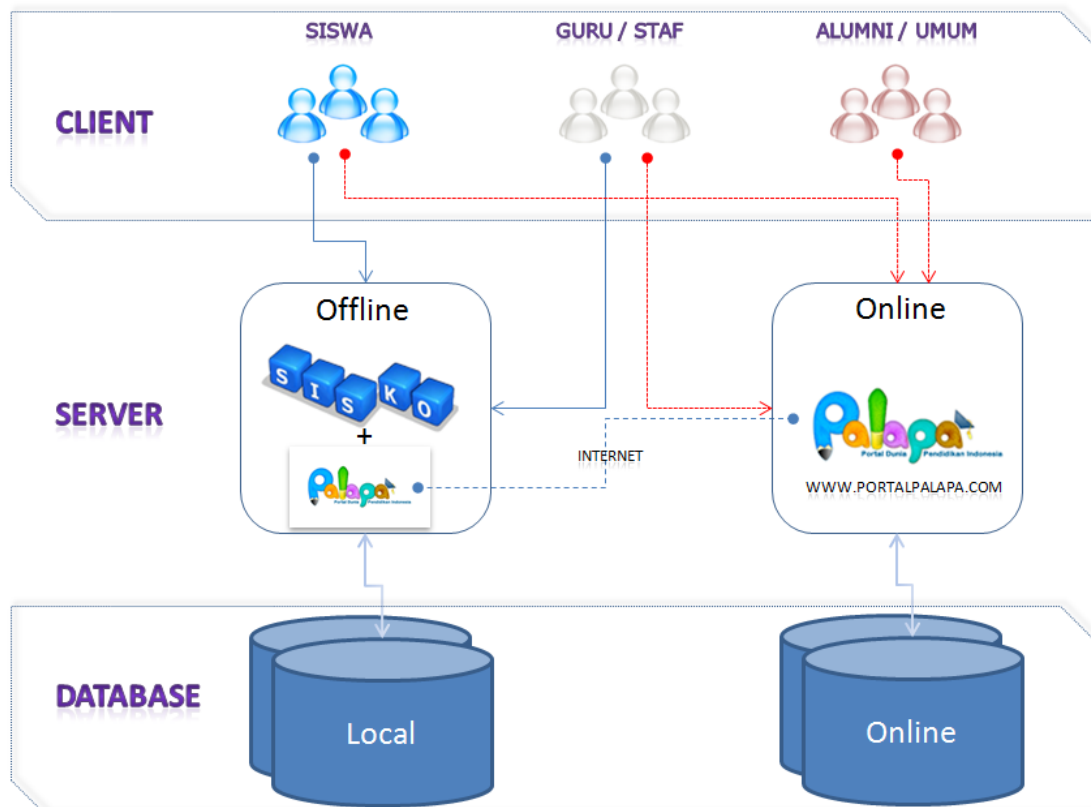 SISWA
GURU / STAF
ALUMNI / UMUM
CLIENT
Offline
Online
SISKO
SERVER
+
INTERNET
Palapa
Portal Dunia Pendidikan Indonesia
WWW.PORTALPALAPA.COM
Palapa
Portal Dunia Pendidikan Indonesia
DATABASE
Local
Online